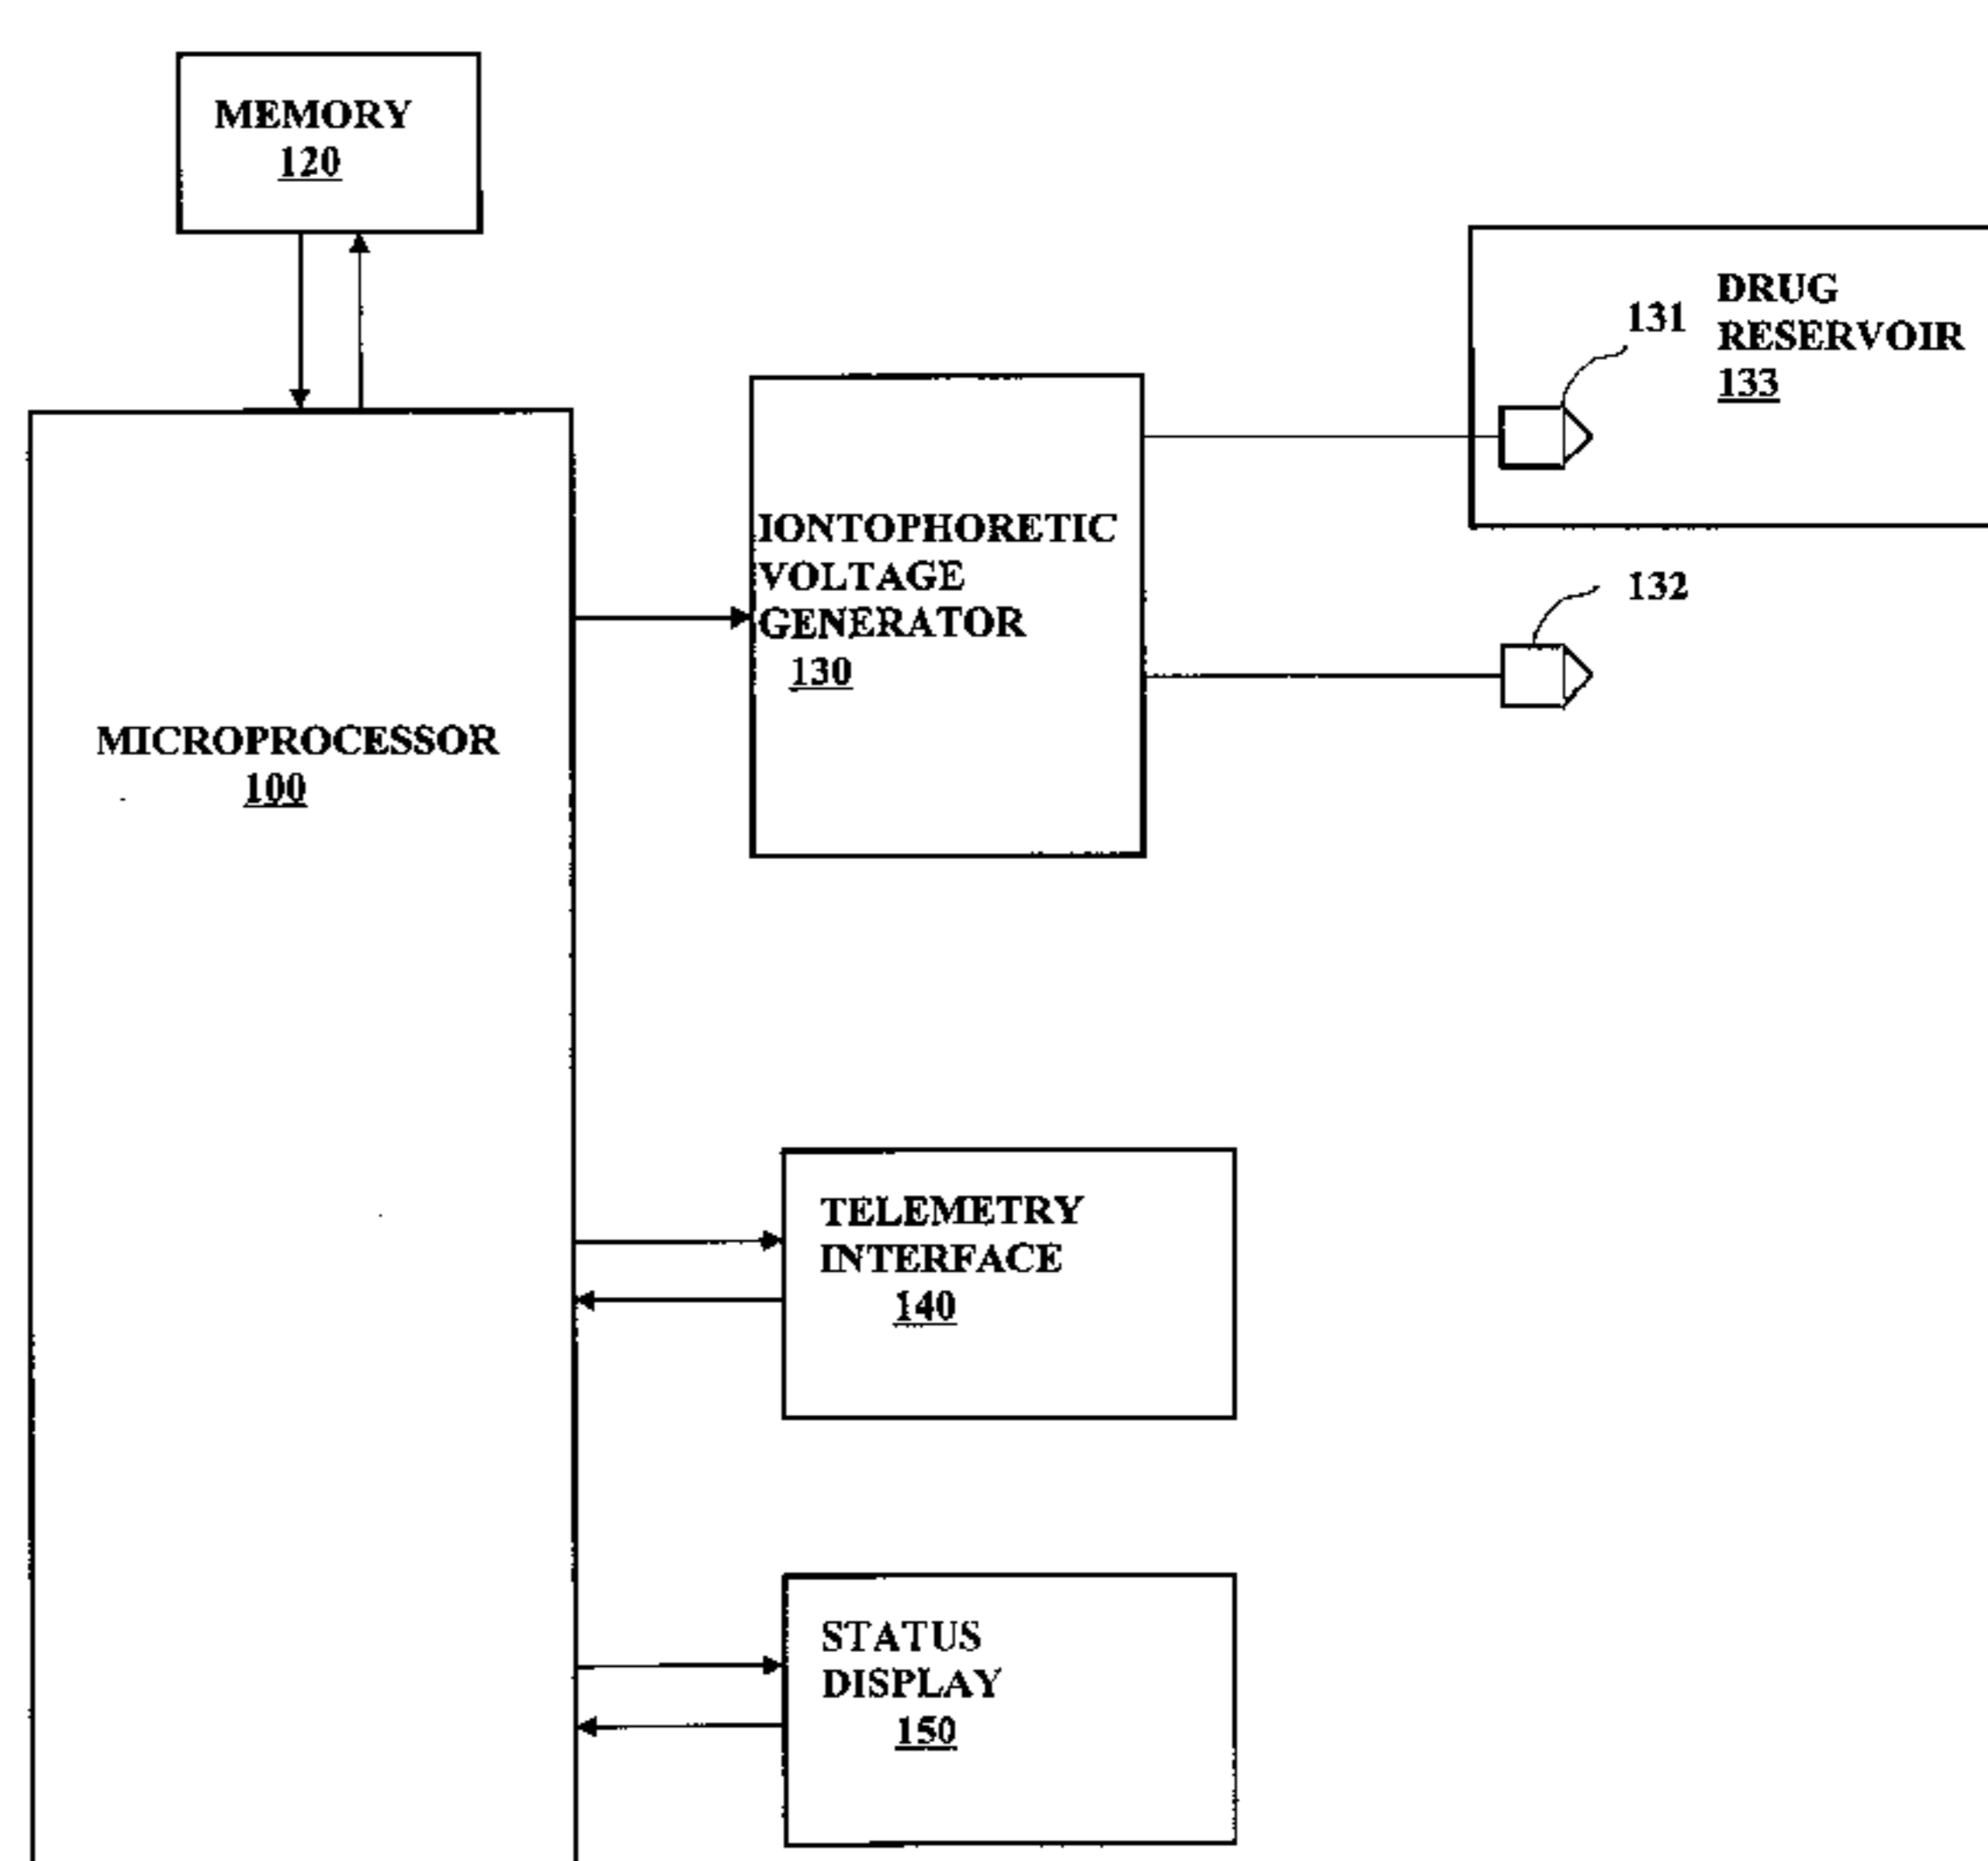 MEMORY
120
DRUG
RESERVOIR
133
131
IONTOPHORETIC
VOLTAGE
GENERATOR
130
132
MICROPROCESSOR
100
TELEMETRY
INTERFACE
140
STATUS
DISPLAY
150